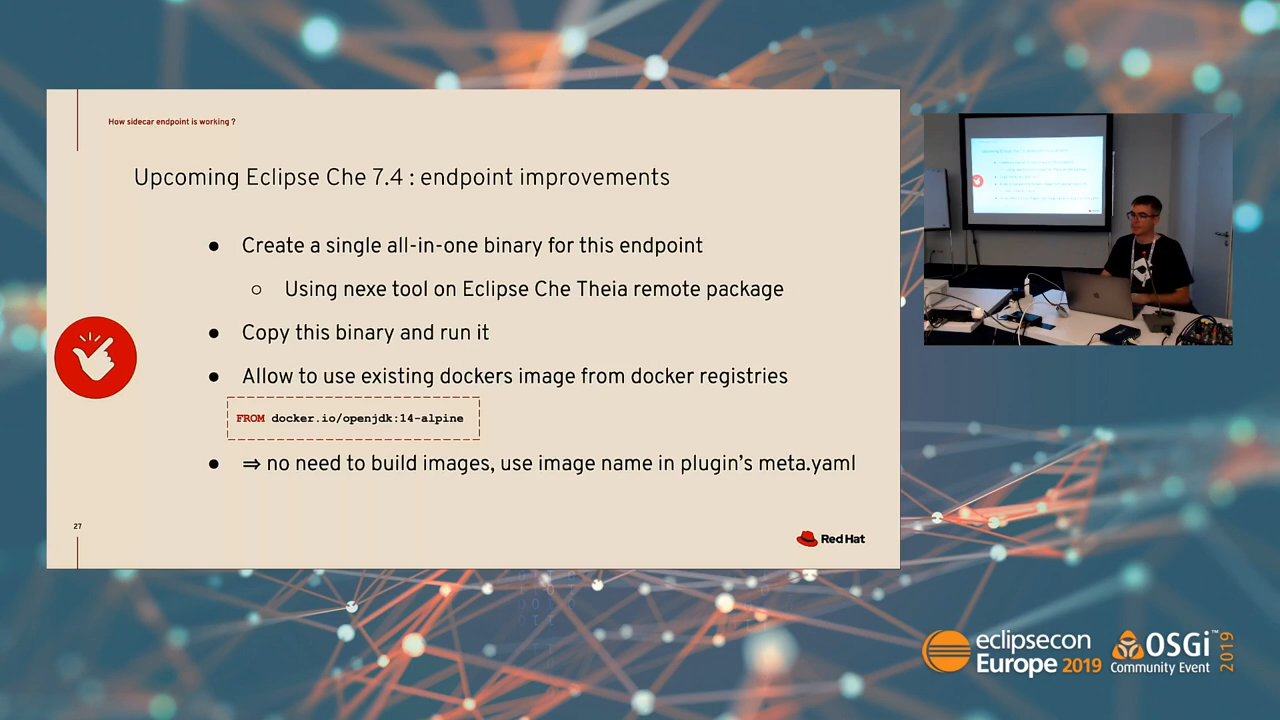 How sidecar endpoint is working ?
Upcoming Eclipse Che 7.4 : endpoint improvements
● Create a single all-in-one binary for this endpoint
○ Using nexe tool on Eclipse Che Theia remote package
● Copy this binary and run it
● Allow to use existing dockers image from docker registries
FROM docker.io/openjdk:14-alpine
● ⇒ no need to build images, use image name in plugin's meta.yaml
27
Red Hat
eclipsecon
Europe 2019
OSGi™
Community Event
2019